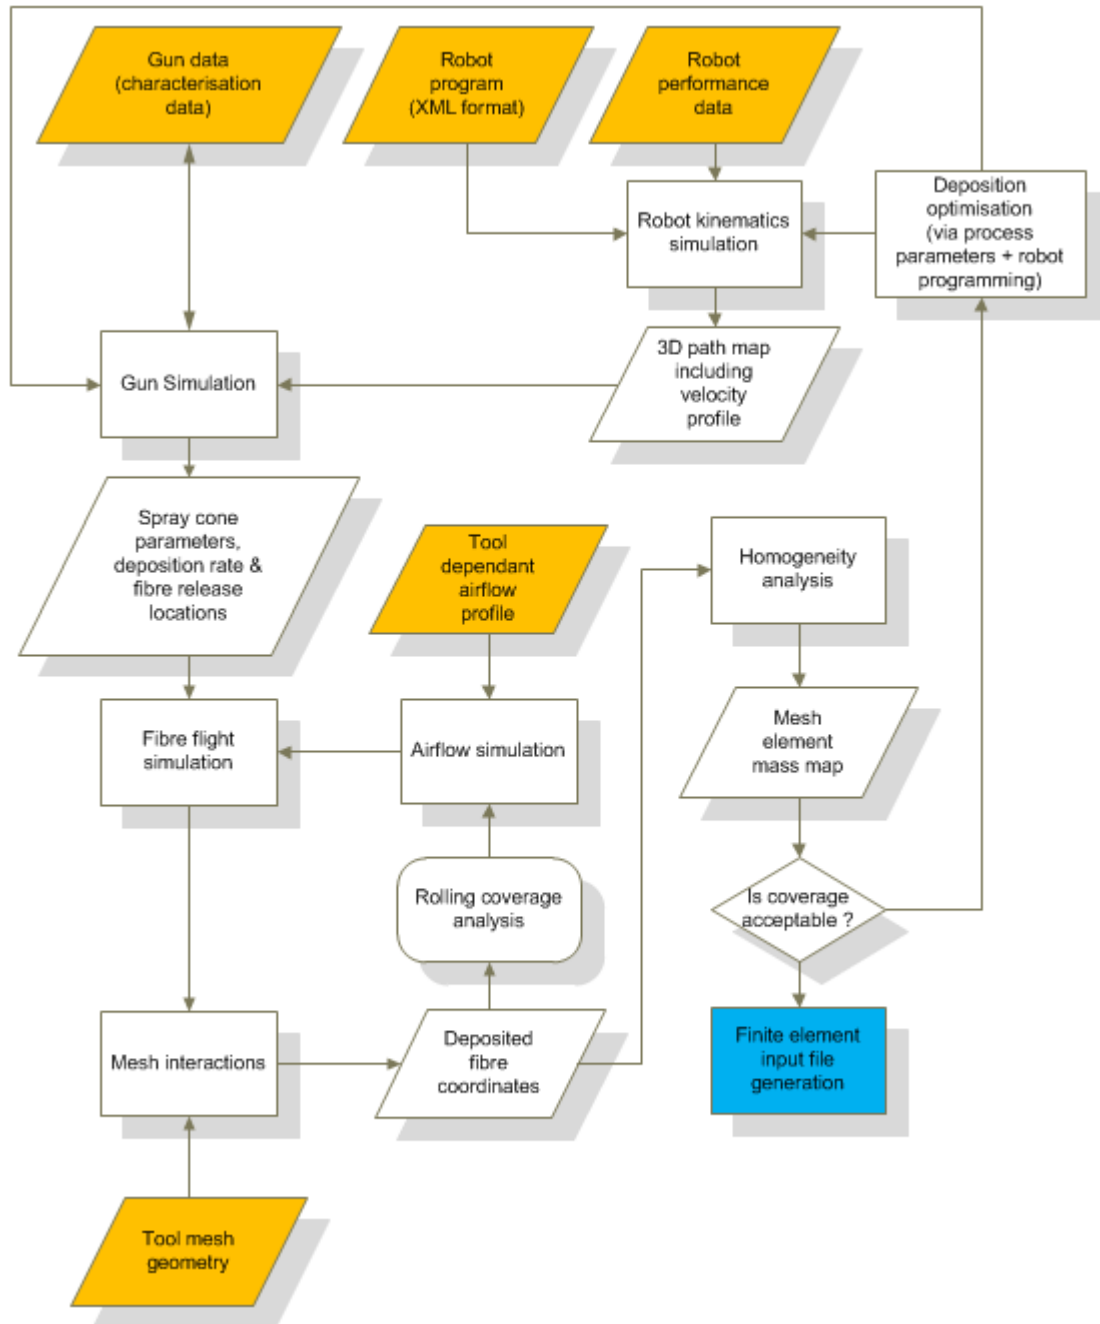 Gun data
(characterisation
data)
Robot
program
(XML format)
Robot
performance
data
Deposition
optimisation
(via process
parameters + robot
programming)
Robot kinematics
simulation
3D path map
including
velocity
profile
Gun Simulation
Spray cone
parameters,
deposition rate &
fibre release
locations
Tool
dependant
airflow
profile
Homogeneity
analysis
Fibre flight
simulation
Airflow simulation
Mesh
element
mass map
Rolling coverage
analysis
Is coverage
acceptable ?
Mesh interactions
Deposited
fibre
coordinates
Finite element
input file
generation
Tool mesh
geometry